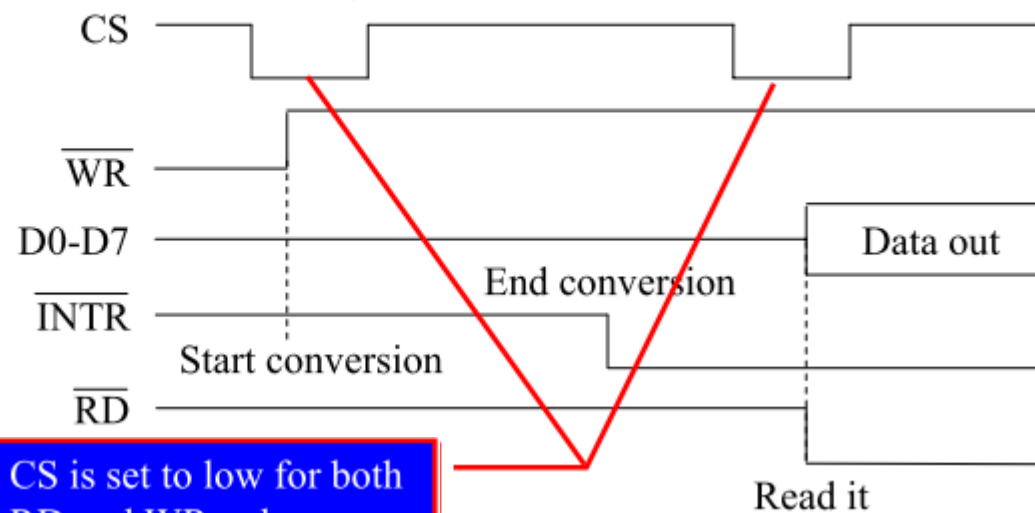 CS
WR
D0-D7
Data out
End conversion
INTR
Start conversion
RD
CS is set to low for both
Read it